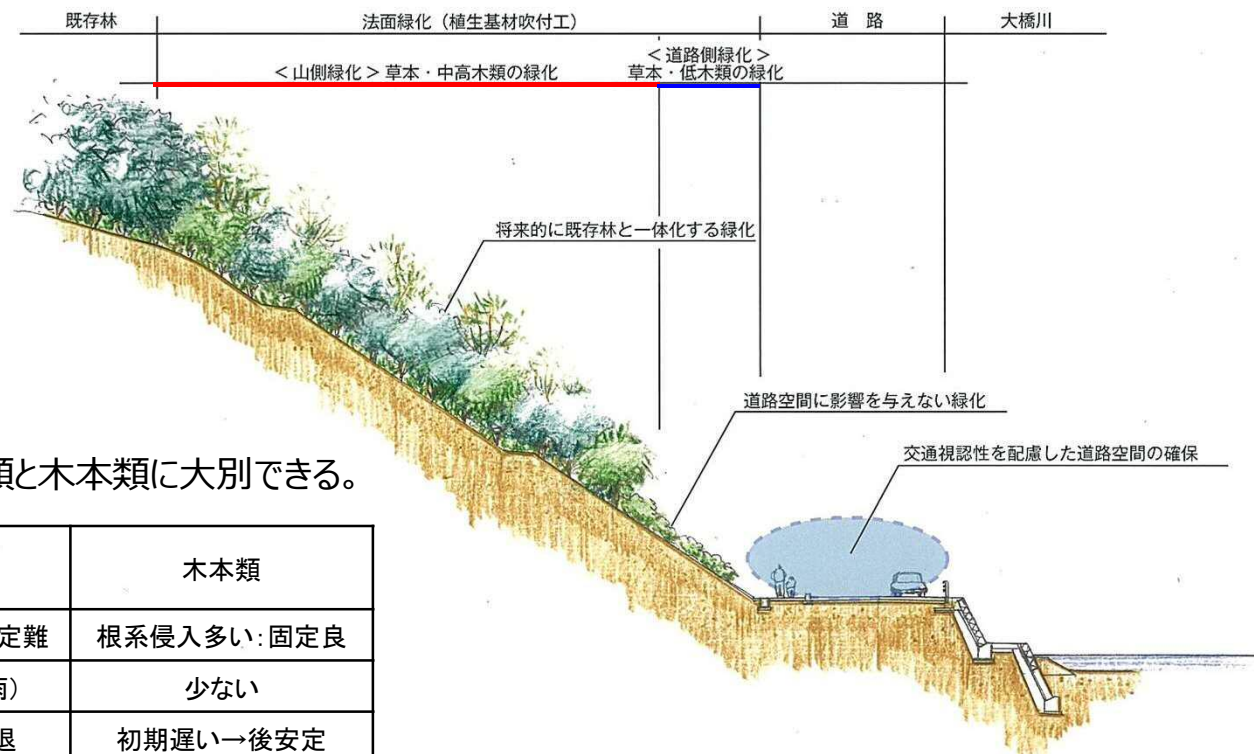 既存林
法面緑化（植生基材吹付工）
道　路
大橋川
＜山側緑化＞草本・中高木類の緑化
＜道路側緑化＞
草本・低木類の緑化
将来的に既存林と一体化する緑化
道路空間に影響を与えない緑化
交通視認性を配慮した道路空間の確保
類と木本類に大別できる。
木本類
定難
根系侵入多い：固定良
雨）
少ない
退
初期遅い→後安定